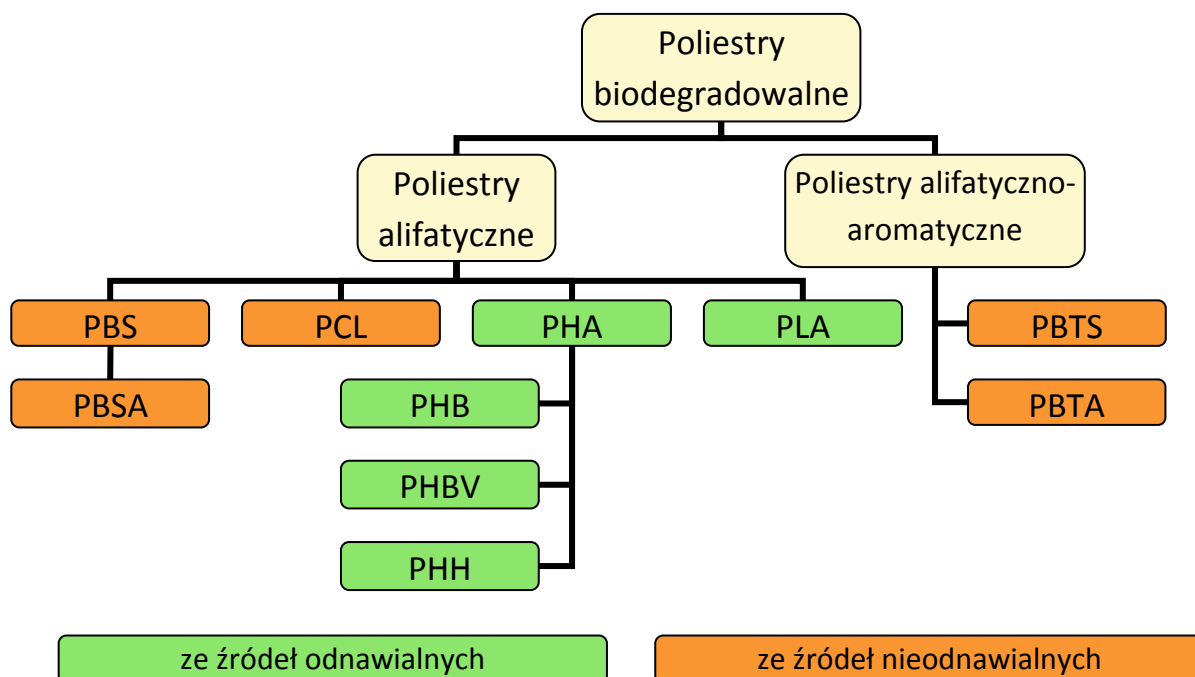 Poliestry
biodegradowalne
Poliestry
alifatyczne
Poliestry alifatyczno-
aromatyczne
PBS
PCL
PHA
PLA
PBTS
PBSA
PHB
PBTA
PHBV
PHH
ze źródeł odnawialnych
ze źródeł nieodnawialnych